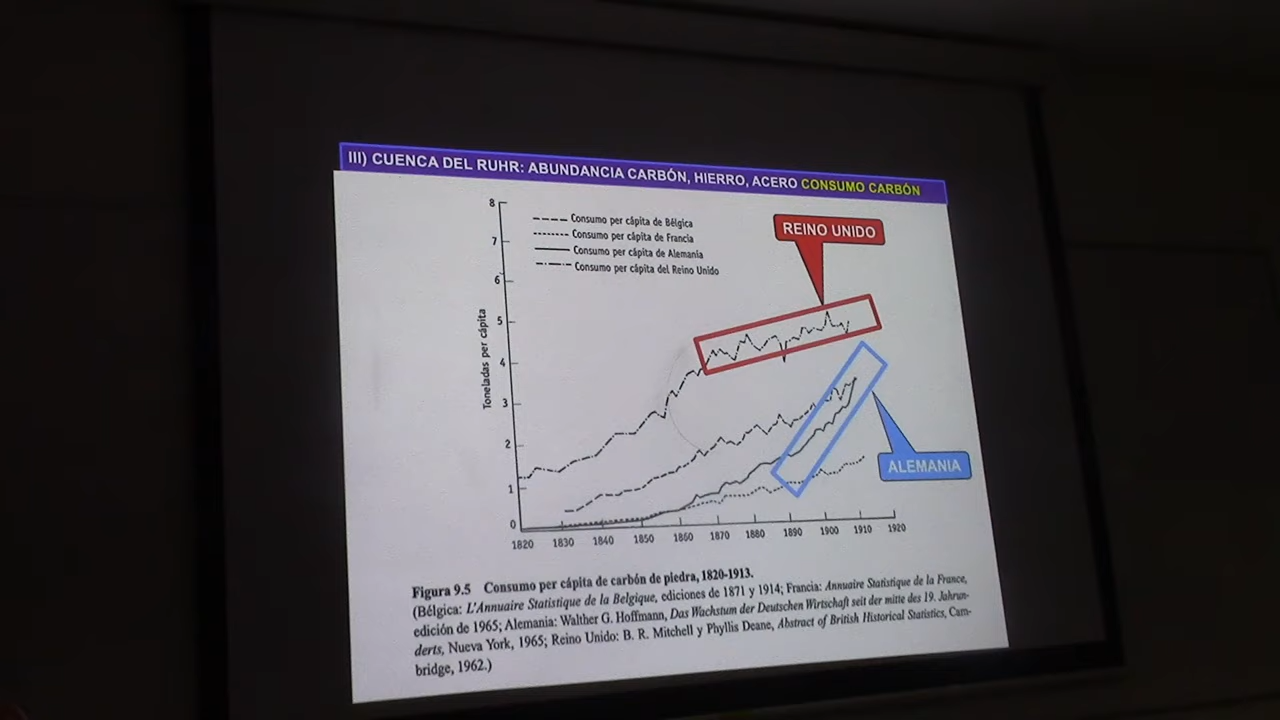 III) CUENCA DEL RUHR: ABUNDANCIA CARBÓN, HIERRO, ACERO CONSUMO CARBÓN
8
7
6
5
4
3
2
1
0
Toneladas per cápita
Consumo per cápita de Bélgica
Consumo per cápita de Francia
Consumo per cápita de Alemania
Consumo per cápita del Reino Unido
REINO UNIDO
ALEMANIA
1820 1830 1840 1850 1860 1870 1880 1890 1900 1910 1920
Figura 9.5 Consumo per cápita de carbón de piedra, 1820-1913.
(Bélgica: L'Annuaire Statistique de la Belgique, ediciones de 1871 y 1914; Francia: Annuaire Statistique de la France,
edición de 1965; Alemania: Walther G. Hoffmann, Das Wachstum der Deutschen Wirtschaft seit der mitte des 19. Jahrun-
derts, Nueva York, 1965; Reino Unido: B. R. Mitchell y Phyllis Deane, Abstract of British Historical Statistics, Cam-
bridge, 1962.)